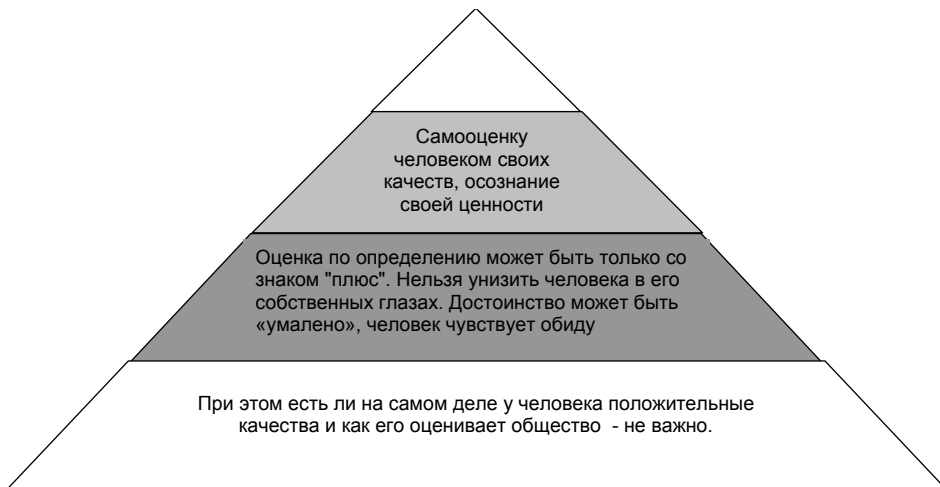 Самооценку
человеком своих
качеств, осознание
своей ценности
Оценка по определению может быть только со
знаком "плюс". Нельзя унизить человека в его
собственных глазах. Достоинство может быть
«умалено», человек чувствует обиду
При этом есть ли на самом деле у человека положительные
качества и как его оценивает общество - не важно.